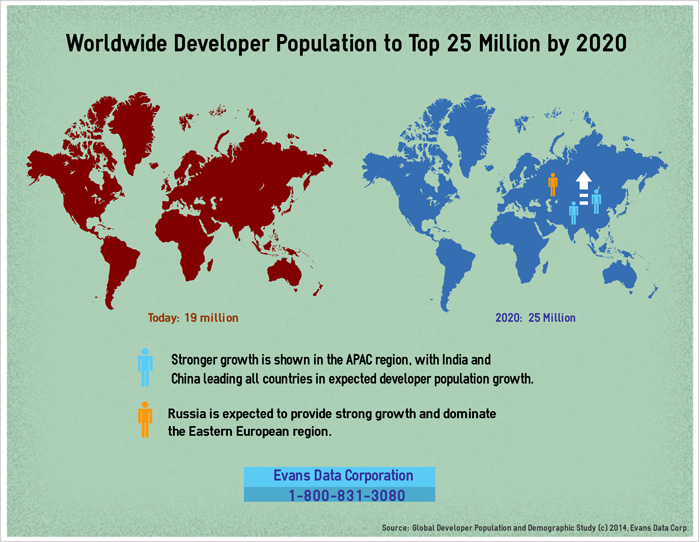 Worldwide Developer Population to Top 25 Million by 2020
Today: 19 million
2020: 25 Million
Stronger growth is shown in the APAC region, with India and
China leading all countries in expected developer population growth.
Russia is expected to provide strong growth and dominate
the Eastern European region.
Evans Data Corporation
1-800-831-3080
Source: Global Developer Population and Demographic Study (c) 2014, Evans Data Corp.